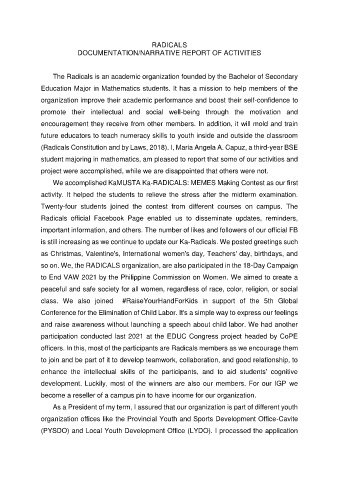 RADICALS
DOCUMENTATION/NARRATIVE REPORT OF ACTIVITIES
The Radicals is an academic organization founded by the Bachelor of Secondary
Education Major in Mathematics students. It has a mission to help members of the
organization improve their academic performance and boost their self-confidence to
promote their intellectual and social well-being through the motivation and
encouragement they receive from other members. In addition, it will mold and train
future educators to teach numeracy skills to youth inside and outside the classroom
(Radicals Constitution and by Laws, 2018). I, Maria Angela A. Capuz, a third-year BSE
student majoring in mathematics, am pleased to report that some of our activities and
project were accomplished, while we are disappointed that others were not.
We accomplished KaMUSTA Ka-RADICALS: MEMES Making Contest as our first
activity. It helped the students to relieve the stress after the midterm examination.
Twenty-four students joined the contest from different courses on campus. The
Radicals official Facebook Page enabled us to disseminate updates, reminders,
important information, and others. The number of likes and followers of our official FB
is still increasing as we continue to update our Ka-Radicals. We posted greetings such
as Christmas, Valentine's, International women's day, Teachers' day, birthdays, and
so on. We, the RADICALS organization, are also participated in the 18-Day Campaign
to End VAW 2021 by the Philippine Commission on Women. We aimed to create a
peaceful and safe society for all women, regardless of race, color, religion, or social
class. We also joined #RaiseYourHandForKids in support of the 5th Global
Conference for the Elimination of Child Labor. It's a simple way to express our feelings
and raise awareness without launching a speech about child labor. We had another
participation conducted last 2021 at the EDUC Congress project headed by CoPE
officers. In this, most of the participants are Radicals members as we encourage them
to join and be part of it to develop teamwork, collaboration, and good relationship, to
enhance the intellectual skills of the participants, and to aid students' cognitive
development. Luckily, most of the winners are also our members. For our IGP we
become a reseller of a campus pin to have income for our organization.
As a President of my term, I assured that our organization is part of different youth
organization offices like the Provincial Youth and Sports Development Office-Cavite
(PYSDO) and Local Youth Development Office (LYDO). I processed the application